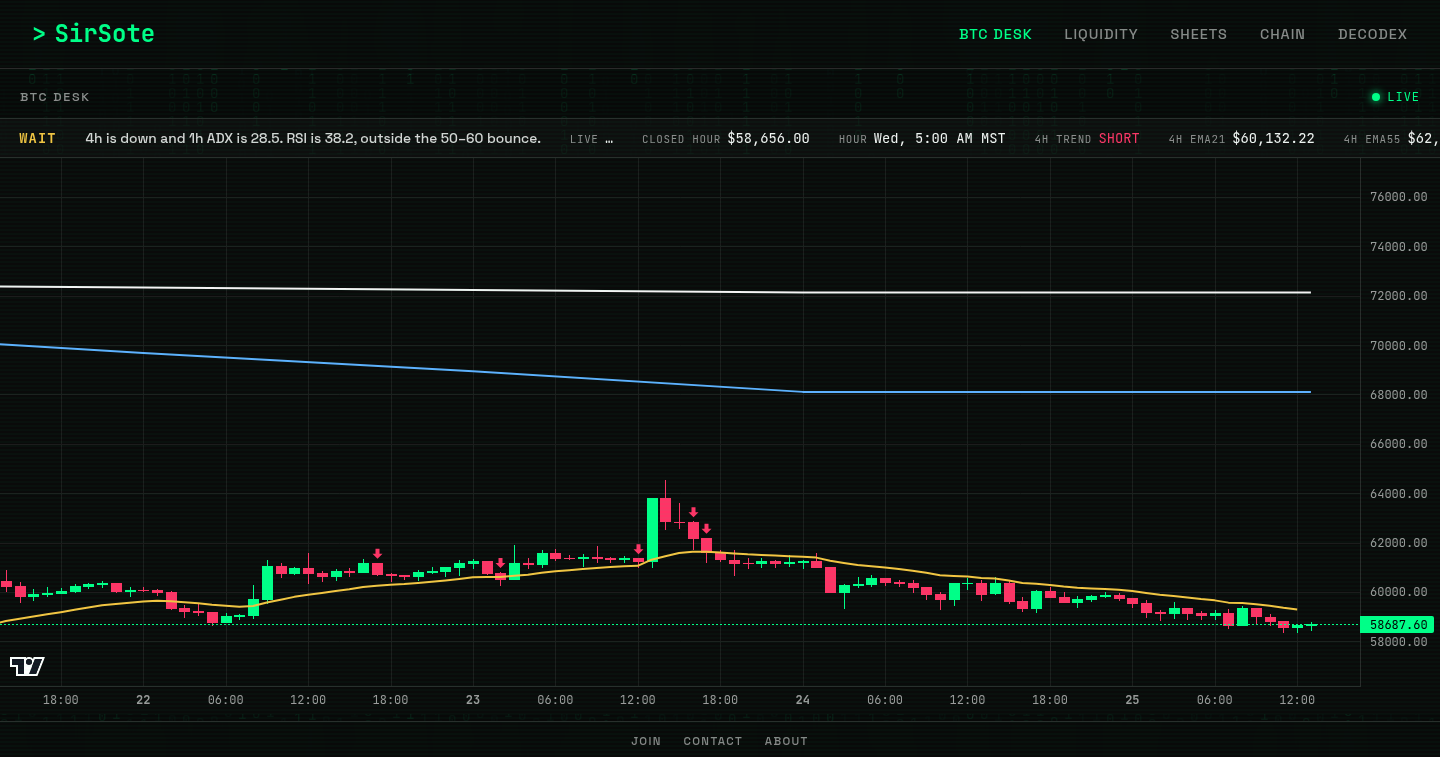 > SirSote
BTC DESK LIQUIDITY SHEETS CHAIN DECODEX
BTC DESK
LIVE
WAIT 4h is down and 1h ADX is 28.5. RSI is 38.2, outside the 50–60 bounce. LIVE … CLOSED HOUR $58,656.00 HOUR Wed, 5:00 AM MST 4H TREND SHORT 4H EMA21 $60,132.22 4H EMA55 $62,
76000.00
74000.00
72000.00
70000.00
68000.00
66000.00
64000.00
62000.00
60000.00
58687.60
58000.00
18:00 22 06:00 12:00 18:00 23 06:00 12:00 18:00 24 06:00 12:00 18:00 25 06:00 12:00
JOIN CONTACT ABOUT